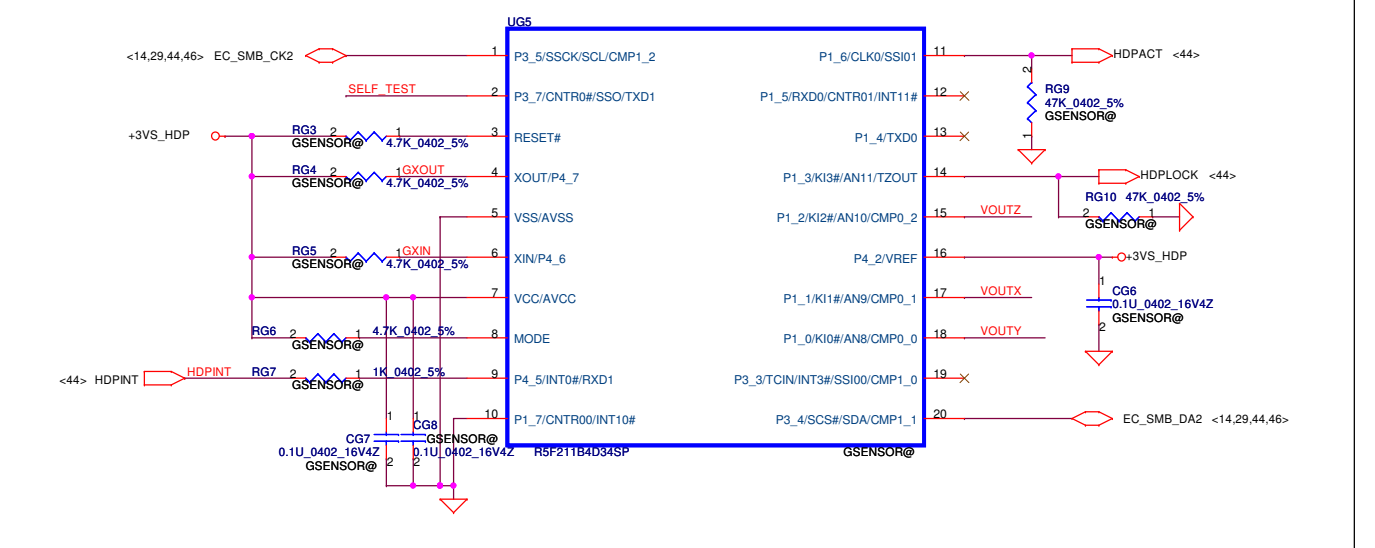 UG5
<14,29,44,46> EC_SMB_CK2
1 P3_5/SSCK/SCL/CMP1_2
P1_6/CLK0/SSI01 11
HDPACT <44>
SELF_TEST
2 P3_7/CNTR0#/SSO/TXD1
P1_5/RXD0/CNTR01/INT11# 12
2
RG9
47K_0402_5%
GSENSOR@
1
+3VS_HDP
RG3 2 1
GSENSOR@ 4.7K_0402_5%
3 RESET#
P1_4/TXD0 13
RG4 2 1 GXOUT
GSENSOR@ 4.7K_0402_5%
4 XOUT/P4_7
P1_3/KI3#/AN11/TZOUT 14
HDPLOCK <44>
RG10 47K_0402_5%
2 1
GSENSOR@
5 VSS/AVSS
P1_2/KI2#/AN10/CMP0_2 15
VOUTZ
RG5 2 1 GXIN
GSENSOR@ 4.7K_0402_5%
6 XIN/P4_6
P4_2/VREF 16
+3VS_HDP
7 VCC/AVCC
P1_1/KI1#/AN9/CMP0_1 17
VOUTX
1
CG6
0.1U_0402_16V4Z
GSENSOR@
2
RG6 2 1 4.7K_0402_5%
GSENSOR@
8 MODE
P1_0/KI0#/AN8/CMP0_0 18
VOUTY
<44> HDPINT
HDPINT
RG7 2 1 1K_0402_5%
GSENSOR@
9 P4_5/INT0#/RXD1
P3_3/TCIN/INT3#/SSI00/CMP1_0 19
10 P1_7/CNTR00/INT10#
P3_4/SCS#/SDA/CMP1_1 20
EC_SMB_DA2 <14,29,44,46>
1 1
CG7
0.1U_0402_16V4Z
GSENSOR@ 2
CG8
GSENSOR@
0.1U_0402_16V4Z
2
R5F211B4D34SP
GSENSOR@